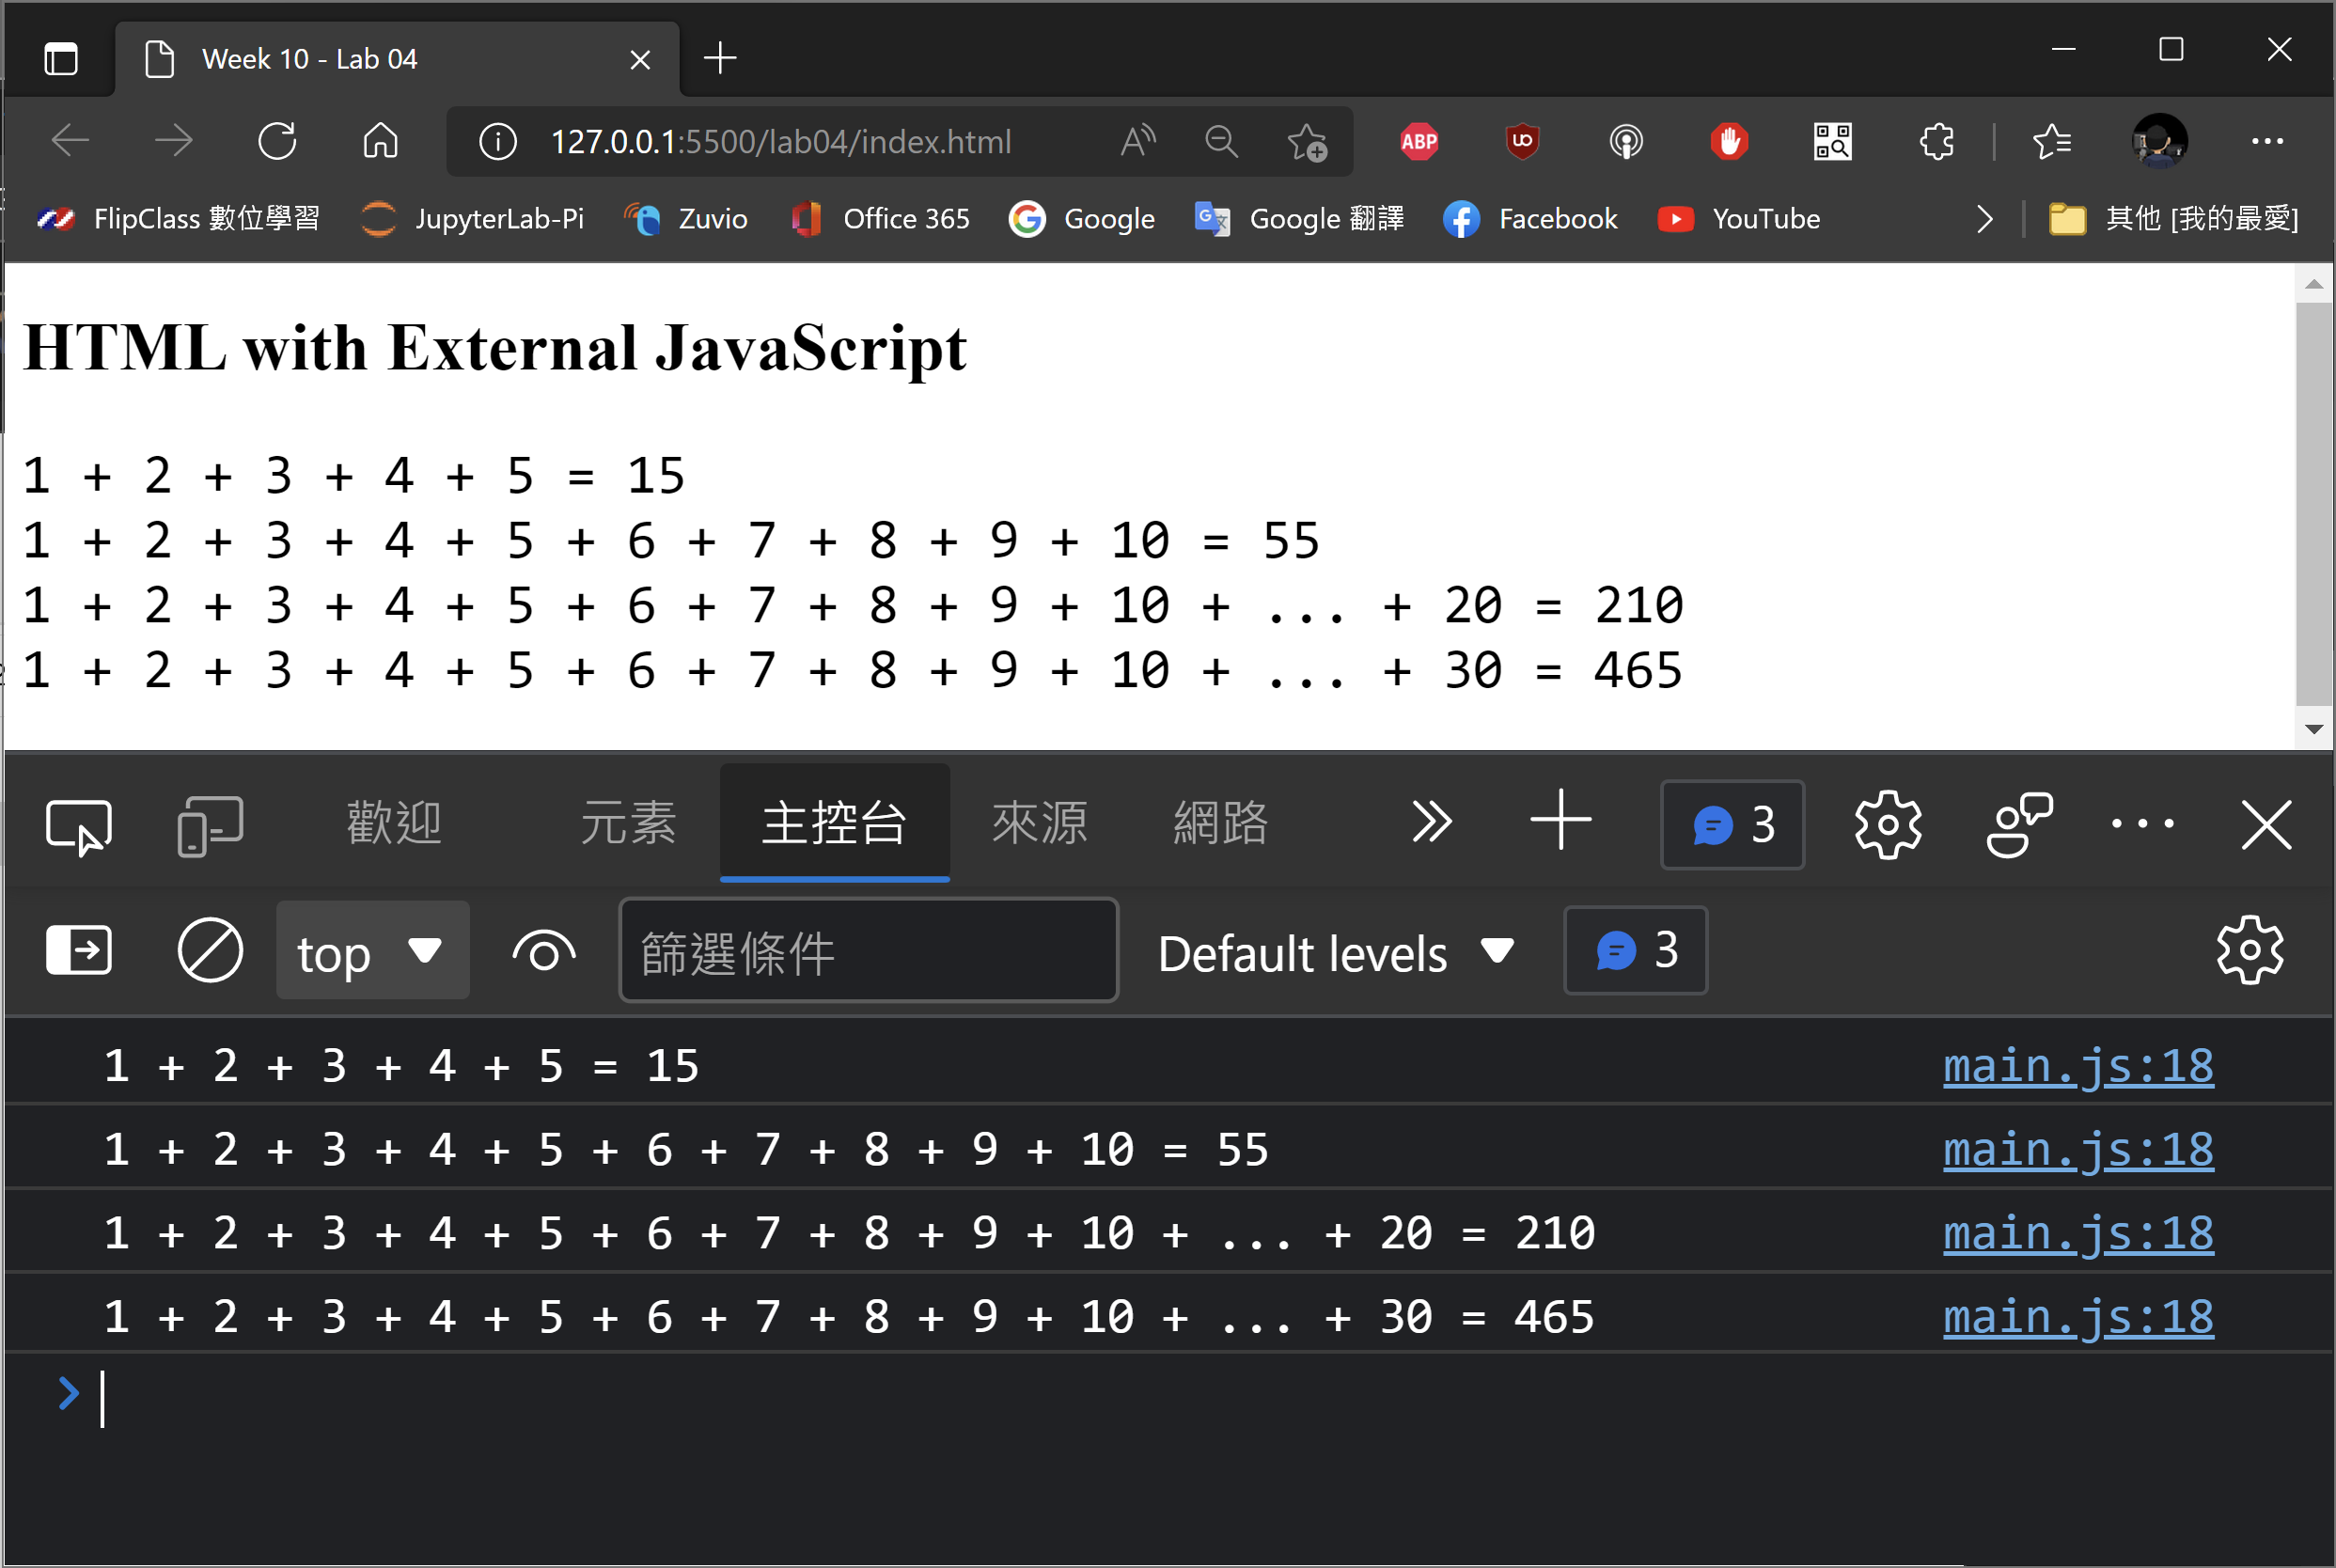 Week 10 - Lab 04
127.0.0.1:5500/lab04/index.html ABP
FlipClass 數位學習 JupyterLab-Pi Zuvio Office 365 Google Google 翻譯 Facebook YouTube 其他 [我的最愛]
HTML with External JavaScript
1 + 2 + 3 + 4 + 5 = 15
1 + 2 + 3 + 4 + 5 + 6 + 7 + 8 + 9 + 10 = 55
1 + 2 + 3 + 4 + 5 + 6 + 7 + 8 + 9 + 10 + ... + 20 = 210
1 + 2 + 3 + 4 + 5 + 6 + 7 + 8 + 9 + 10 + ... + 30 = 465
歡迎 元素 主控台 來源 網路 3
top 篩選條件 Default levels 3
1 + 2 + 3 + 4 + 5 = 15 main.js:18
1 + 2 + 3 + 4 + 5 + 6 + 7 + 8 + 9 + 10 = 55 main.js:18
1 + 2 + 3 + 4 + 5 + 6 + 7 + 8 + 9 + 10 + ... + 20 = 210 main.js:18
1 + 2 + 3 + 4 + 5 + 6 + 7 + 8 + 9 + 10 + ... + 30 = 465 main.js:18